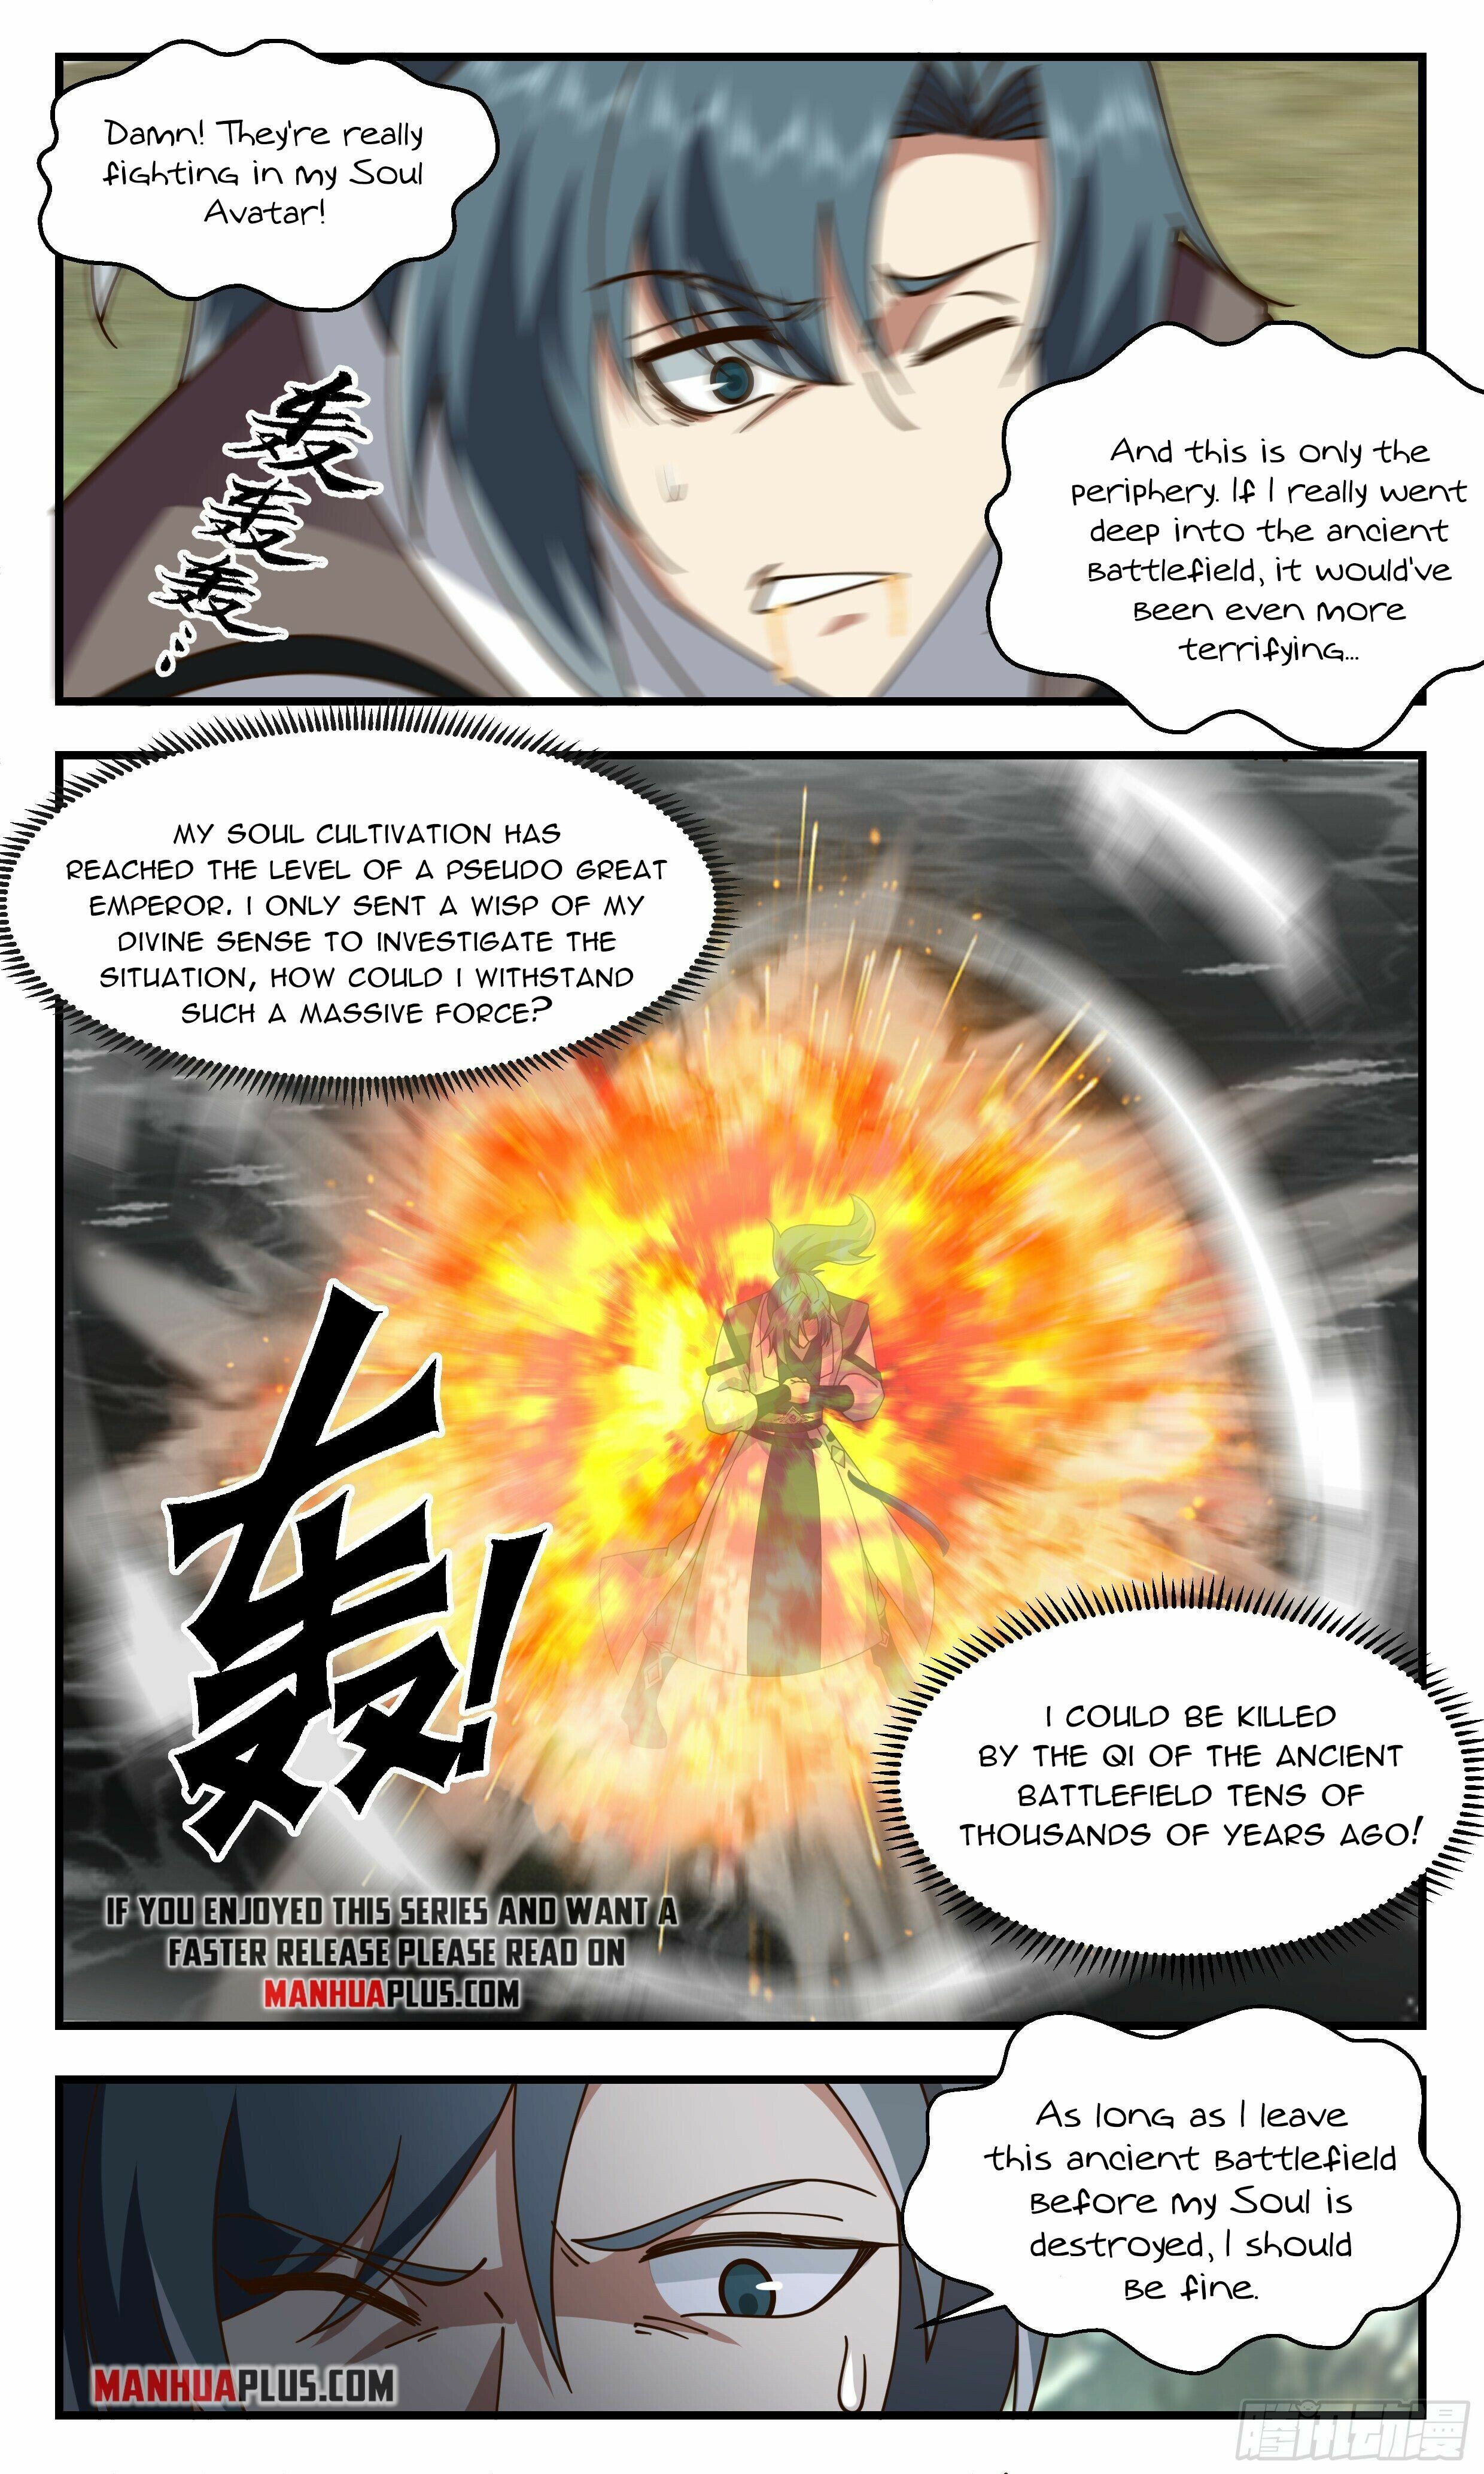 Damn! They're really
fighting in my Soul
Avatar!
And this is only the
periphery. If I really went
deep into the ancient
battlefield, it would've
been even more
terrifying...
轰
轰
轰
...
MY SOUL CULTIVATION HAS
REACHED THE LEVEL OF A PSEUDO GREAT
EMPEROR. I ONLY SENT A WISP OF MY
DIVINE SENSE TO INVESTIGATE THE
SITUATION, HOW COULD I WITHSTAND
SUCH A MASSIVE FORCE?
轰!
I COULD BE KILLED
BY THE QI OF THE ANCIENT
BATTLEFIELD TENS OF
THOUSANDS OF YEARS AGO!
IF YOU ENJOYED THIS SERIES AND WANT A
FASTER RELEASE PLEASE READ ON
MANHUAPLUS.COM
As long as I leave
this ancient battlefield
before my Soul is
destroyed, I should
be fine.
MANHUAPLUS.COM
腾讯动漫